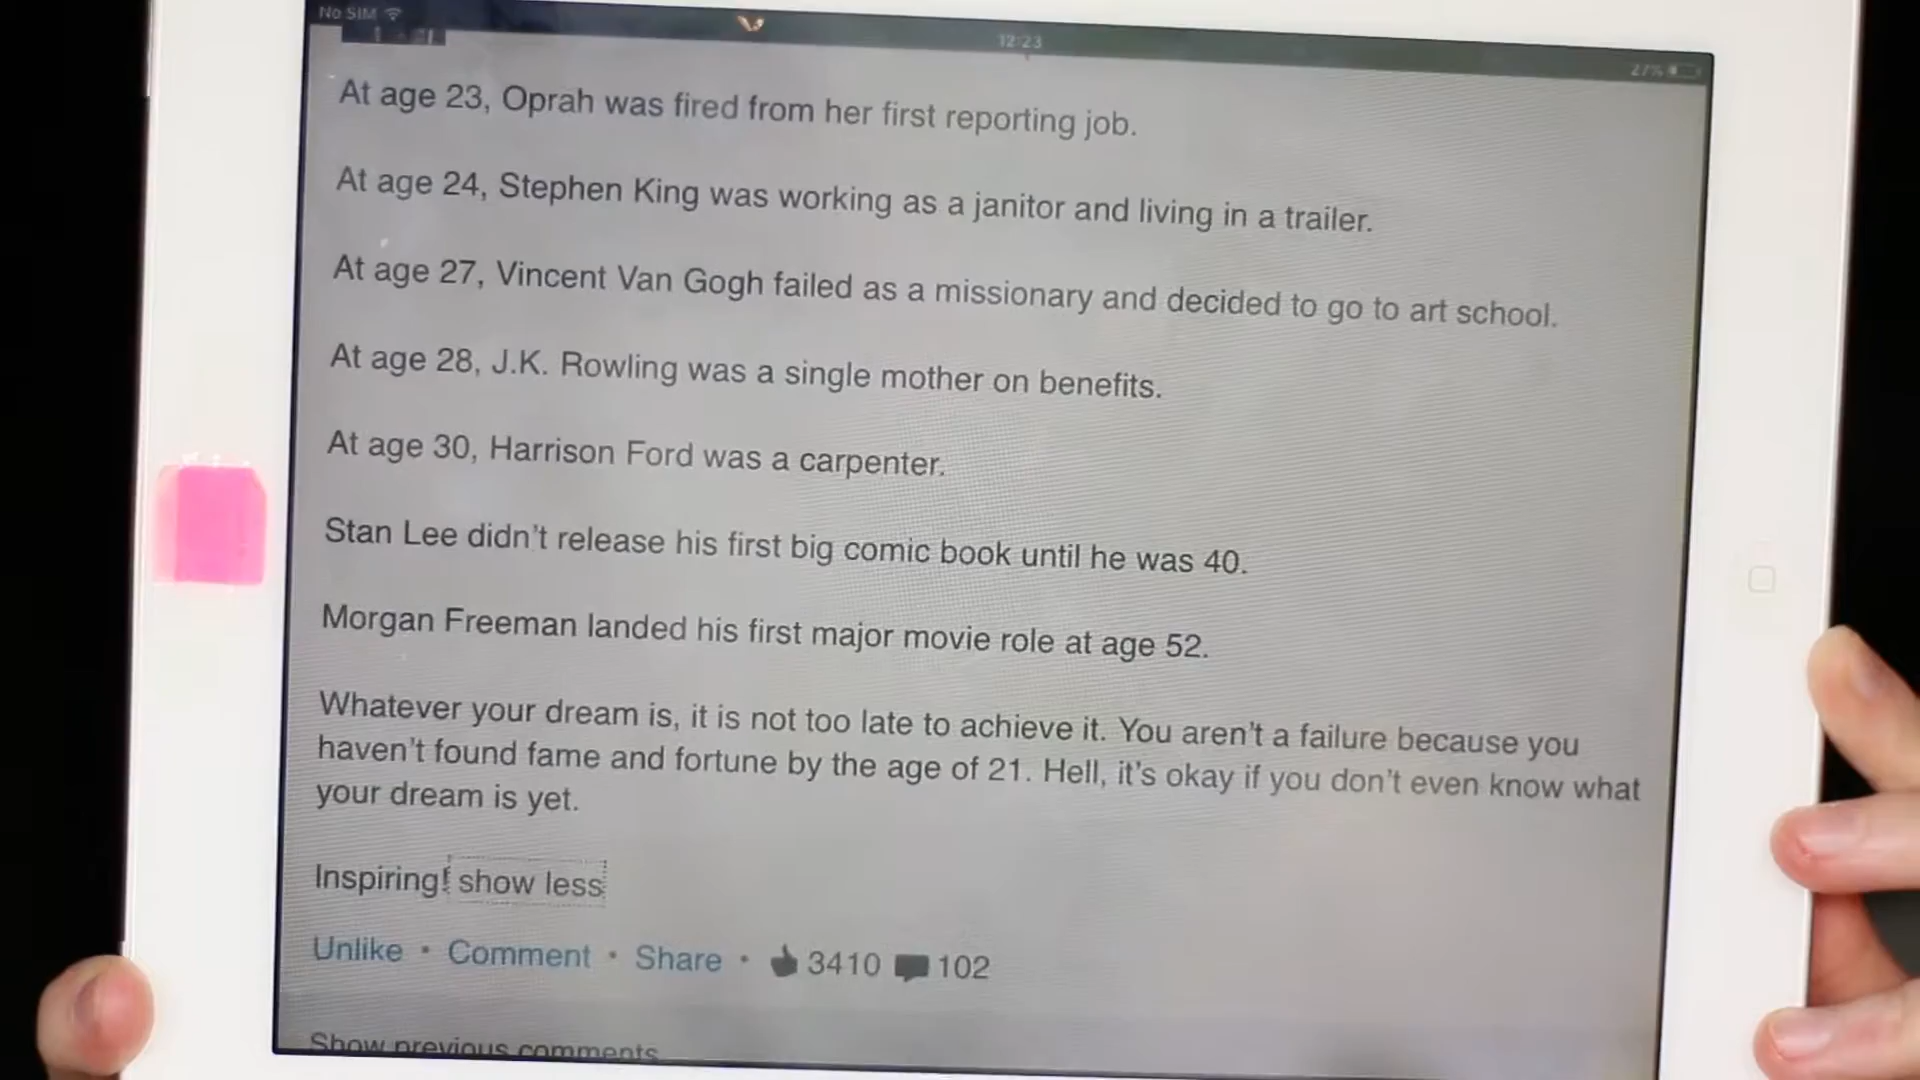 No SIM
12:23
27%
At age 23, Oprah was fired from her first reporting job.
At age 24, Stephen King was working as a janitor and living in a trailer.
At age 27, Vincent Van Gogh failed as a missionary and decided to go to art school.
At age 28, J.K. Rowling was a single mother on benefits.
At age 30, Harrison Ford was a carpenter.
Stan Lee didn't release his first big comic book until he was 40.
Morgan Freeman landed his first major movie role at age 52.
Whatever your dream is, it is not too late to achieve it. You aren't a failure because you
haven't found fame and fortune by the age of 21. Hell, it's okay if you don't even know what
your dream is yet.
Inspiring! show less
Unlike • Comment • Share • 3410 102
Show previous comments